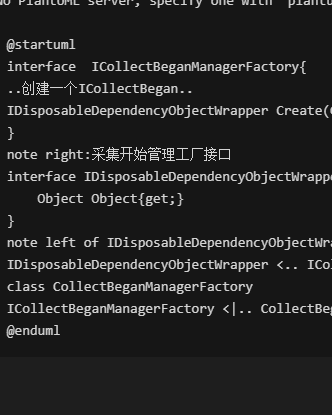 No PlantUML server, specify one with "plantu
@startuml
interface  ICollectBeganManagerFactory{
..创建一个ICollectBegan..
IDisposableDependencyObjectWrapper Create(
}
note right:采集开始管理工厂接口
interface IDisposableDependencyObjectWrappe
    Object Object{get;}
}
note left of IDisposableDependencyObjectWra
IDisposableDependencyObjectWrapper <.. ICol
class CollectBeganManagerFactory
ICollectBeganManagerFactory <|.. CollectBeg
@enduml